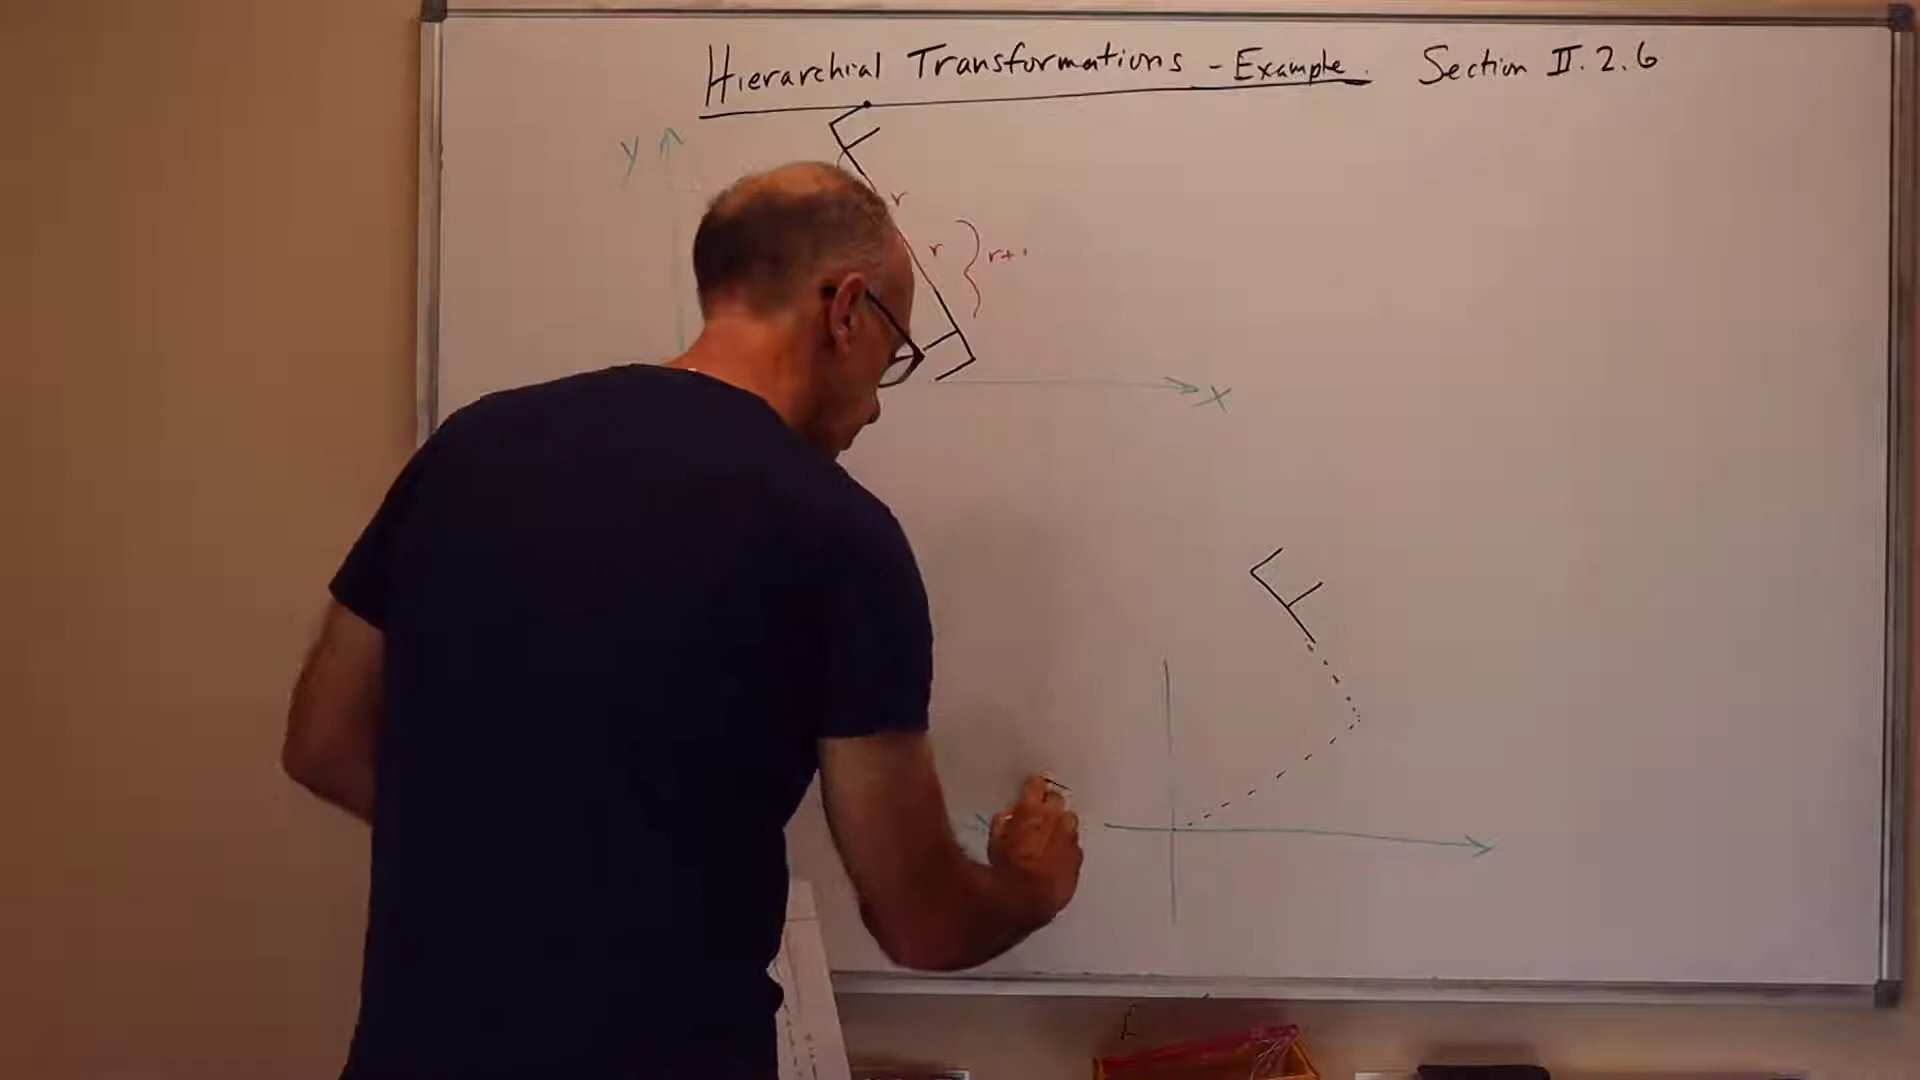 Hierarchial Transformations - Example. Section II.2.6
y
r
r
r+1
x